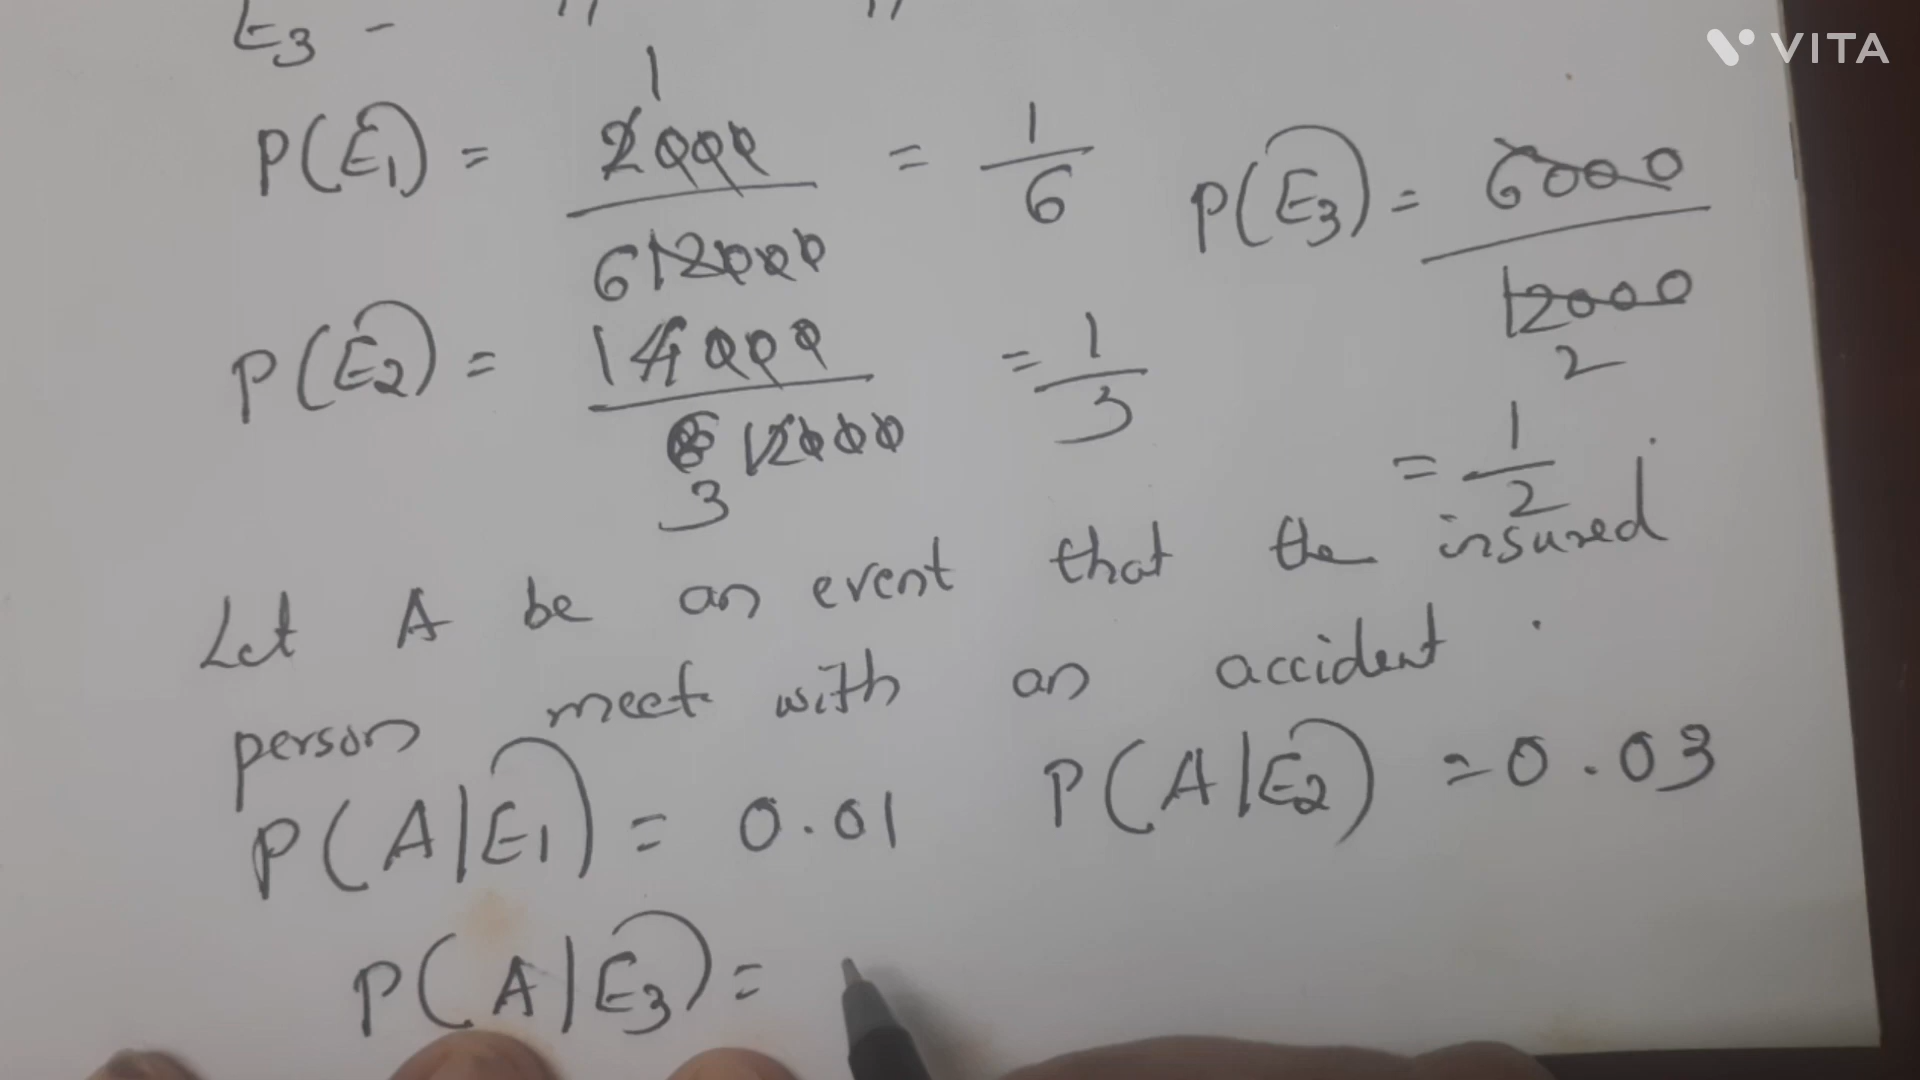 E3 - " "
VITA
P(E1) = 2000 / 12000 = 1/6
P(E3) = 6000 / 12000
P(E2) = 4000 / 12000 = 1/3
= 1/2
Let A be an event that the insured
person meet with an accident.
P(A|E1) = 0.01 P(A|E2) = 0.03
P(A|E3) =